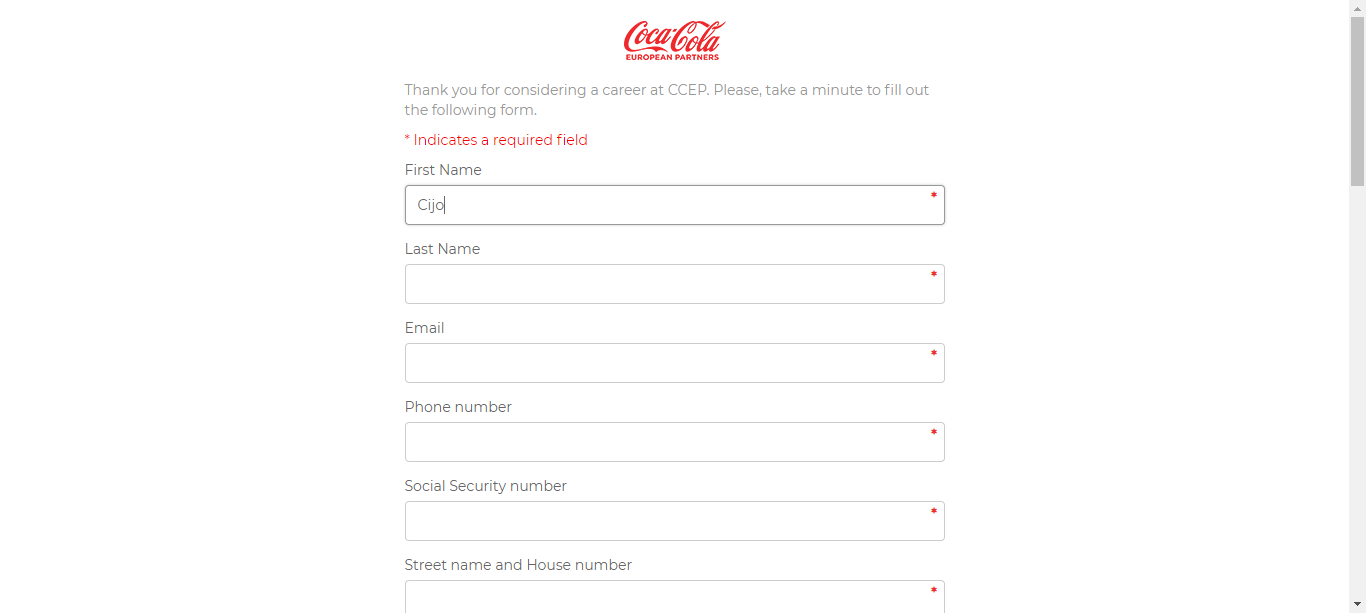 Coca-Cola
EUROPEAN PARTNERS
Thank you for considering a career at CCEP. Please, take a minute to fill out
the following form.
* Indicates a required field
First Name
Cijo
*
Last Name
*
Email
*
Phone number
*
Social Security number
*
Street name and House number
*